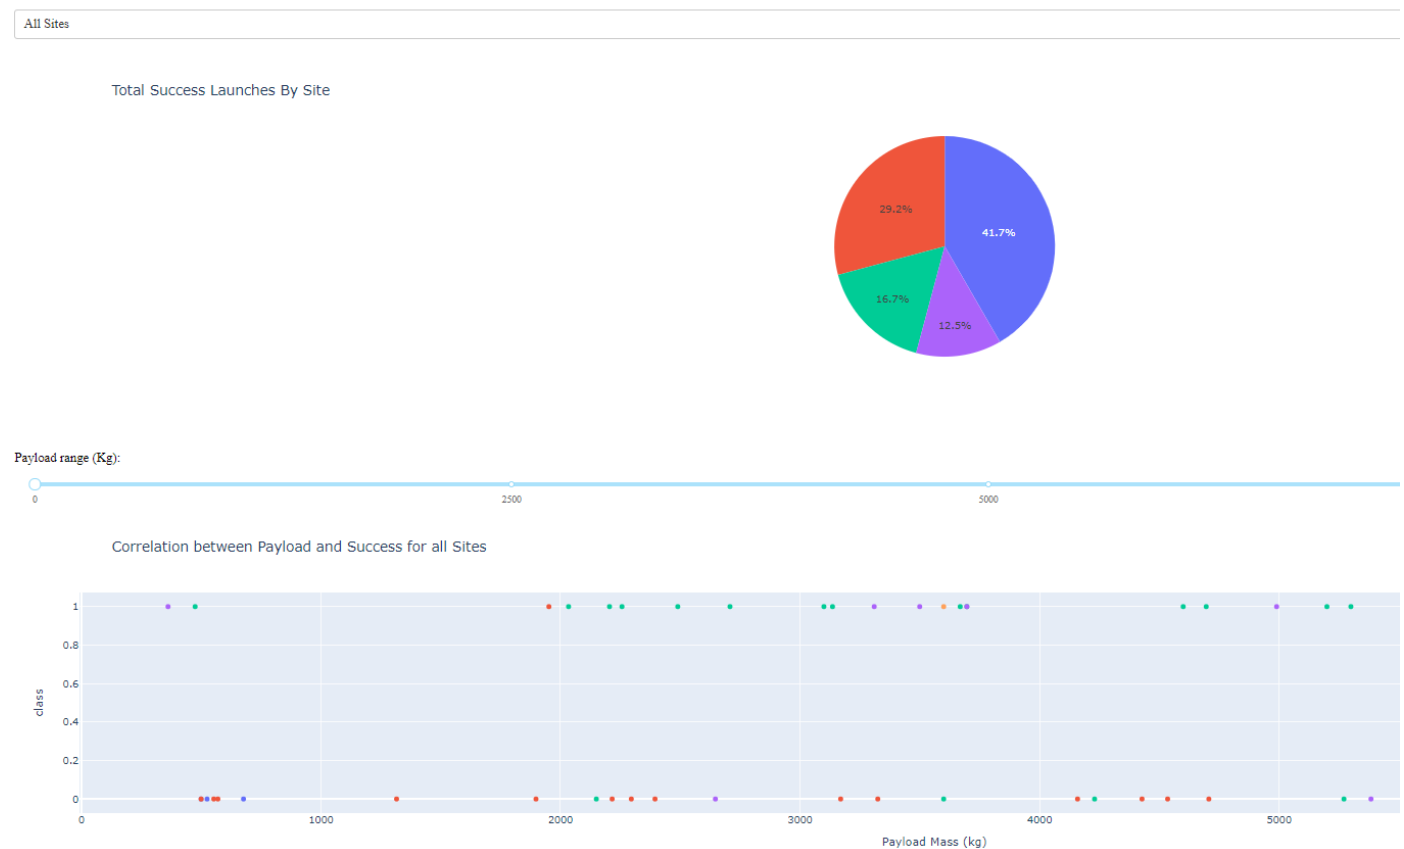 All Sites
Total Success Launches By Site
29.2%
41.7%
16.7%
12.5%
Payload range (Kg):
0 2500 5000
Correlation between Payload and Success for all Sites
1
0.8
0.6
class
0.4
0.2
0
0 1000 2000 3000 4000 5000
Payload Mass (kg)